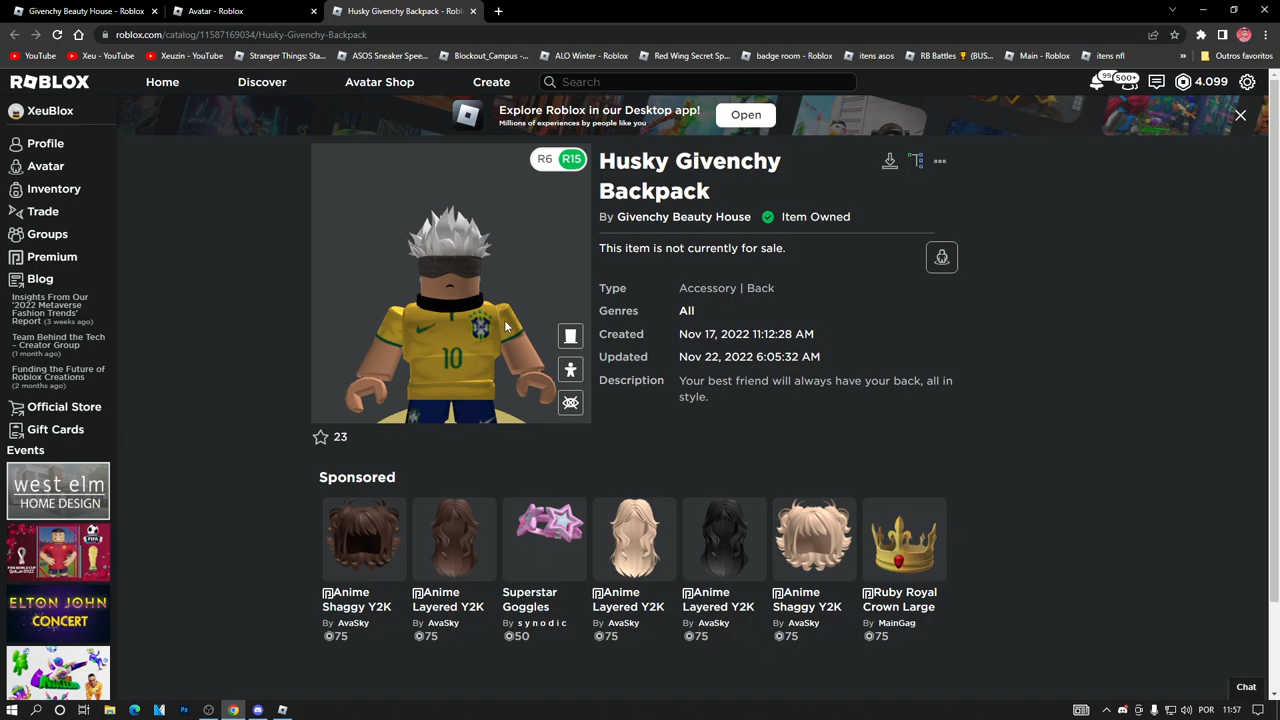 Givenchy Beauty House - Roblox
Avatar - Roblox
Husky Givenchy Backpack - Rob
roblox.com/catalog/11587169034/Husky-Givenchy-Backpack
YouTube
Xeu - YouTube
Xeuzin - YouTube
Stranger Things: Sta...
ASOS Sneaker Spee...
Blockout_Campus_-...
ALO Winter - Roblox
Red Wing Secret Gar...
badge room - Roblox
itens asos
RB Battles 🏆 (BUS...
Main - Roblox
itens nfl
»
Outros favoritos
ROBLOX
Home
Discover
Avatar Shop
Create
Search
99
500+
4.099
XeuBlox
Explore Roblox in our Desktop app!
Millions of experiences by people like you
Open
Profile
Avatar
Inventory
Trade
Groups
Premium
Blog
Insights From Our
'2022 Metaverse
Fashion Trends'
Report (3 weeks ago)
Team Behind the Tech
– Creator Group
(1 month ago)
Funding the Future of
Roblox Creations
(2 months ago)
Official Store
Gift Cards
Events
west elm
HOME DESIGN
FIFA
ELTON JOHN
CONCERT
R6 R15
10
23
Husky Givenchy
Backpack
By Givenchy Beauty House Item Owned
This item is not currently for sale.
Type Accessory | Back
Genres All
Created Nov 17, 2022 11:12:28 AM
Updated Nov 22, 2022 6:05:32 AM
Description Your best friend will always have your back, all in
style.
Sponsored
Anime
Shaggy Y2K
By AvaSky
75
Anime
Layered Y2K
By AvaSky
75
Superstar
Goggles
By s y n o d i c
50
Anime
Layered Y2K
By AvaSky
75
Anime
Layered Y2K
By AvaSky
75
Anime
Shaggy Y2K
By AvaSky
75
Ruby Royal
Crown Large
By MainGag
75
Chat
POR
11:57